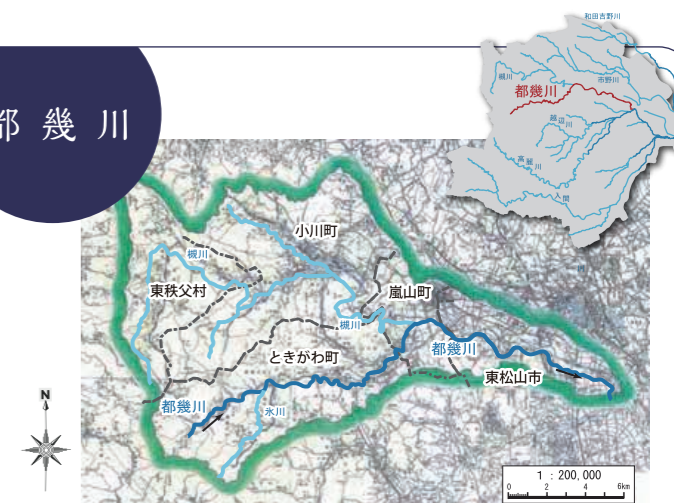 都幾川
和田吉野川
槻川
市野川
都幾川
越辺川
高麗川
入間
小川町
槻川
東秩父村
嵐山町
槻川
ときがわ町
都幾川
東松山市
都幾川
氷川
N
1 : 200,000
0 2 4 6km